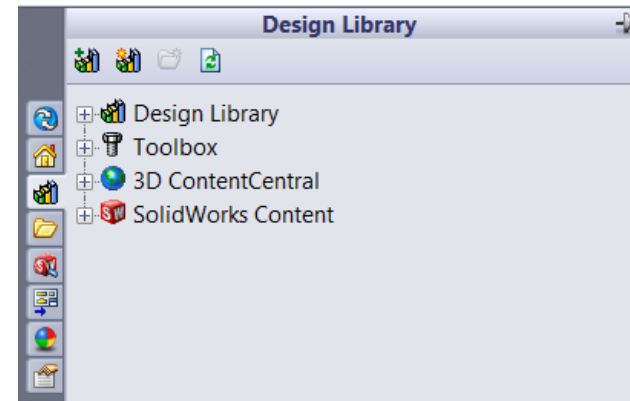 Design Library
Design Library
Toolbox
3D ContentCentral
SolidWorks Content